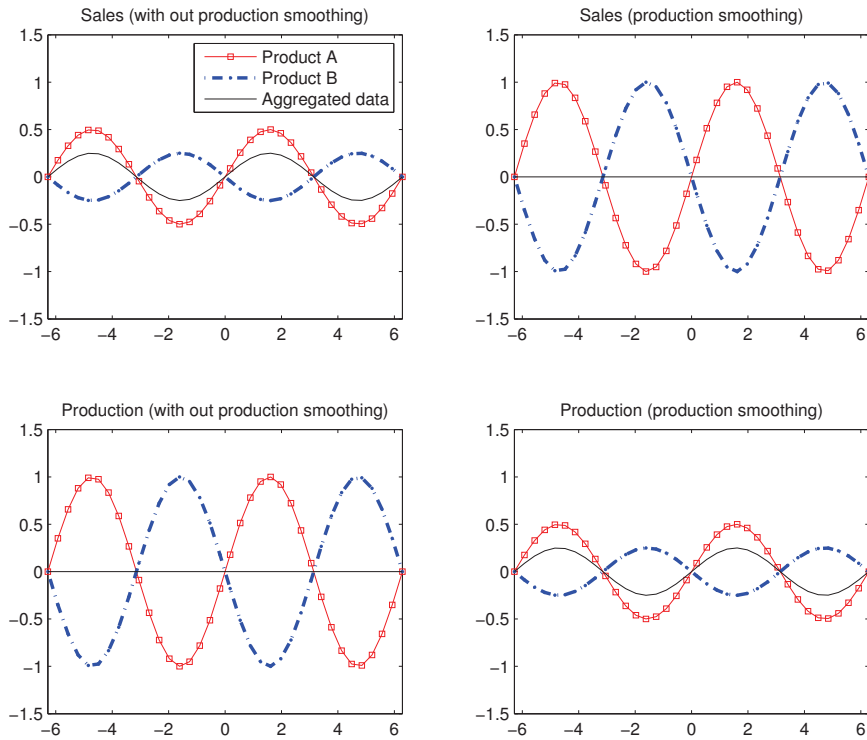 Sales (with out production smoothing)
1.5
1
0.5
0
−0.5
−1
−1.5
−6 −4 −2 0 2 4 6
Product A
Product B
Aggregated data
Sales (production smoothing)
1.5
1
0.5
0
−0.5
−1
−1.5
−6 −4 −2 0 2 4 6
Production (with out production smoothing)
1.5
1
0.5
0
−0.5
−1
−1.5
−6 −4 −2 0 2 4 6
Production (production smoothing)
1.5
1
0.5
0
−0.5
−1
−1.5
−6 −4 −2 0 2 4 6